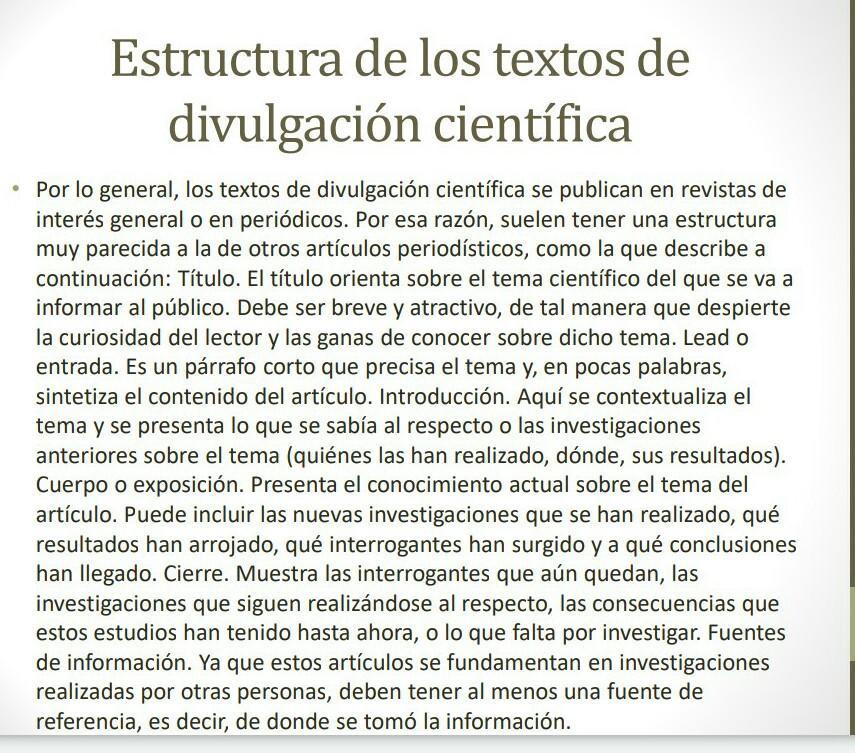 Estructura de los textos de
divulgación científica
• Por lo general, los textos de divulgación científica se publican en revistas de
interés general o en periódicos. Por esa razón, suelen tener una estructura
muy parecida a la de otros artículos periodísticos, como la que describe a
continuación: Título. El título orienta sobre el tema científico del que se va a
informar al público. Debe ser breve y atractivo, de tal manera que despierte
la curiosidad del lector y las ganas de conocer sobre dicho tema. Lead o
entrada. Es un párrafo corto que precisa el tema y, en pocas palabras,
sintetiza el contenido del artículo. Introducción. Aquí se contextualiza el
tema y se presenta lo que se sabía al respecto o las investigaciones
anteriores sobre el tema (quiénes las han realizado, dónde, sus resultados).
Cuerpo o exposición. Presenta el conocimiento actual sobre el tema del
artículo. Puede incluir las nuevas investigaciones que se han realizado, qué
resultados han arrojado, qué interrogantes han surgido y a qué conclusiones
han llegado. Cierre. Muestra las interrogantes que aún quedan, las
investigaciones que siguen realizándose al respecto, las consecuencias que
estos estudios han tenido hasta ahora, o lo que falta por investigar. Fuentes
de información. Ya que estos artículos se fundamentan en investigaciones
realizadas por otras personas, deben tener al menos una fuente de
referencia, es decir, de donde se tomó la información.